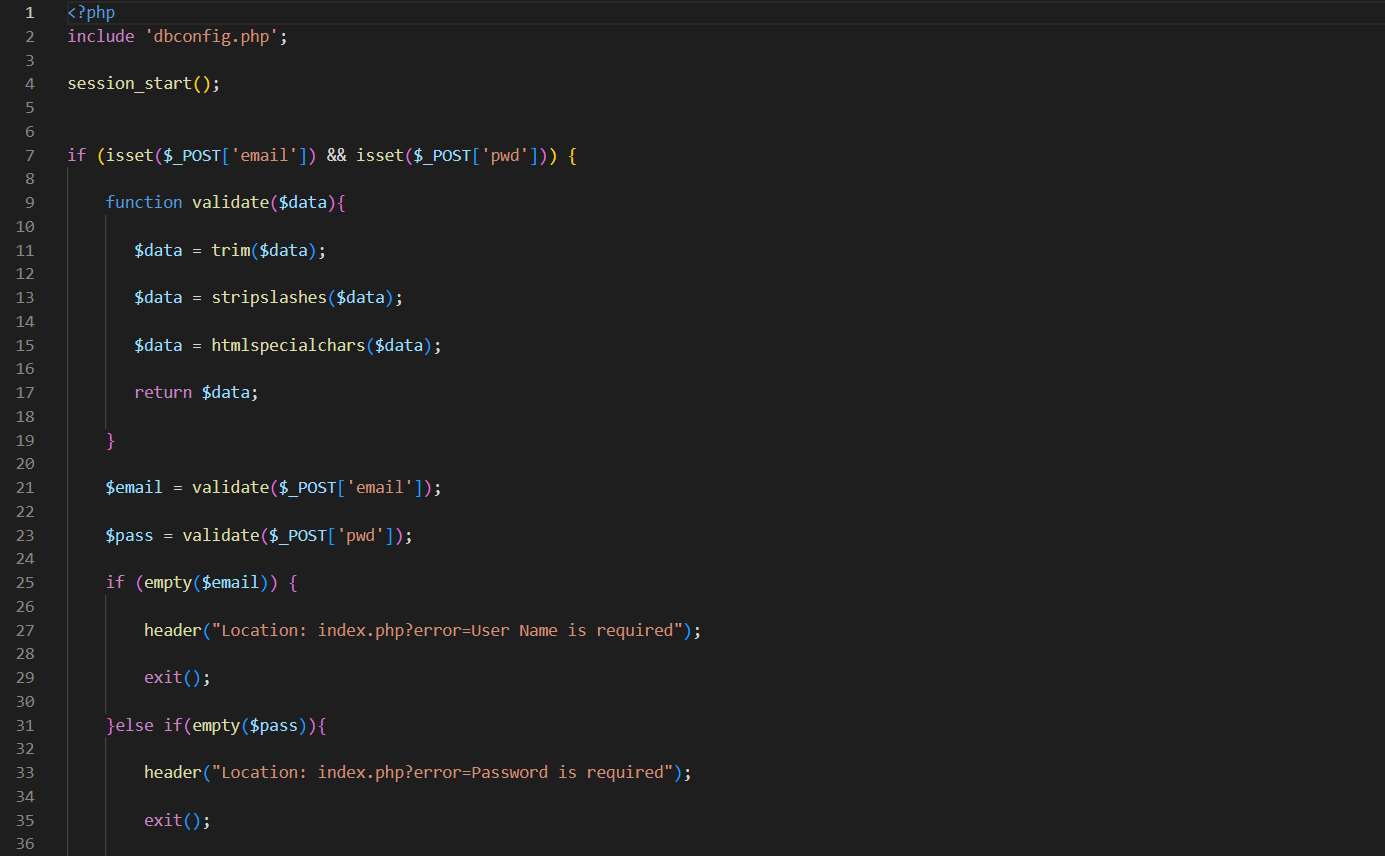 1 <?php
2 include 'dbconfig.php';
3
4 session_start();
5
6
7 if (isset($_POST['email']) && isset($_POST['pwd'])) {
8
9 function validate($data){
10
11 $data = trim($data);
12
13 $data = stripslashes($data);
14
15 $data = htmlspecialchars($data);
16
17 return $data;
18
19 }
20
21 $email = validate($_POST['email']);
22
23 $pass = validate($_POST['pwd']);
24
25 if (empty($email)) {
26
27 header("Location: index.php?error=User Name is required");
28
29 exit();
30
31 }else if(empty($pass)){
32
33 header("Location: index.php?error=Password is required");
34
35 exit();
36